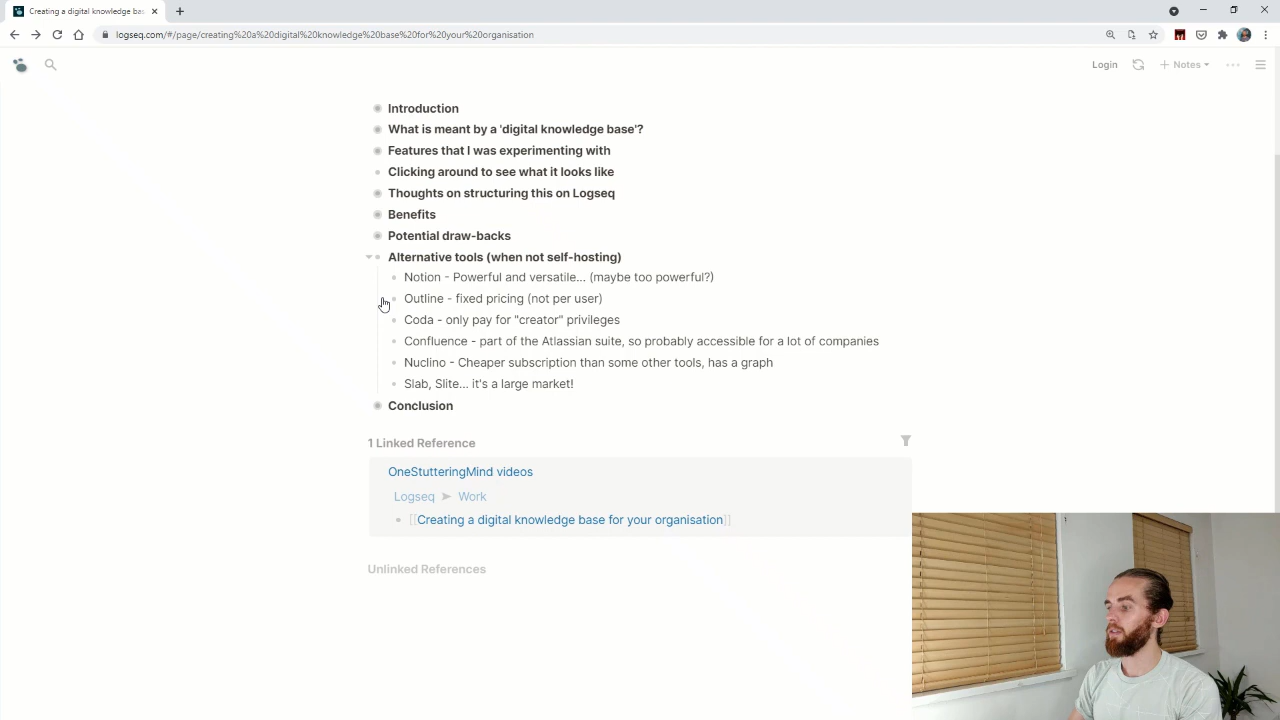 Creating a digital knowledge bas
logseq.com/#/page/creating%20a%20digital%20knowledge%20base%20for%20your%20organisation
Login
Notes
Introduction
What is meant by a 'digital knowledge base'?
Features that I was experimenting with
Clicking around to see what it looks like
Thoughts on structuring this on Logseq
Benefits
Potential draw-backs
Alternative tools (when not self-hosting)
Notion - Powerful and versatile... (maybe too powerful?)
Outline - fixed pricing (not per user)
Coda - only pay for "creator" privileges
Confluence - part of the Atlassian suite, so probably accessible for a lot of companies
Nuclino - Cheaper subscription than some other tools, has a graph
Slab, Slite... it's a large market!
Conclusion
1 Linked Reference
OneStutteringMind videos
Logseq ► Work
[[Creating a digital knowledge base for your organisation]]
Unlinked References